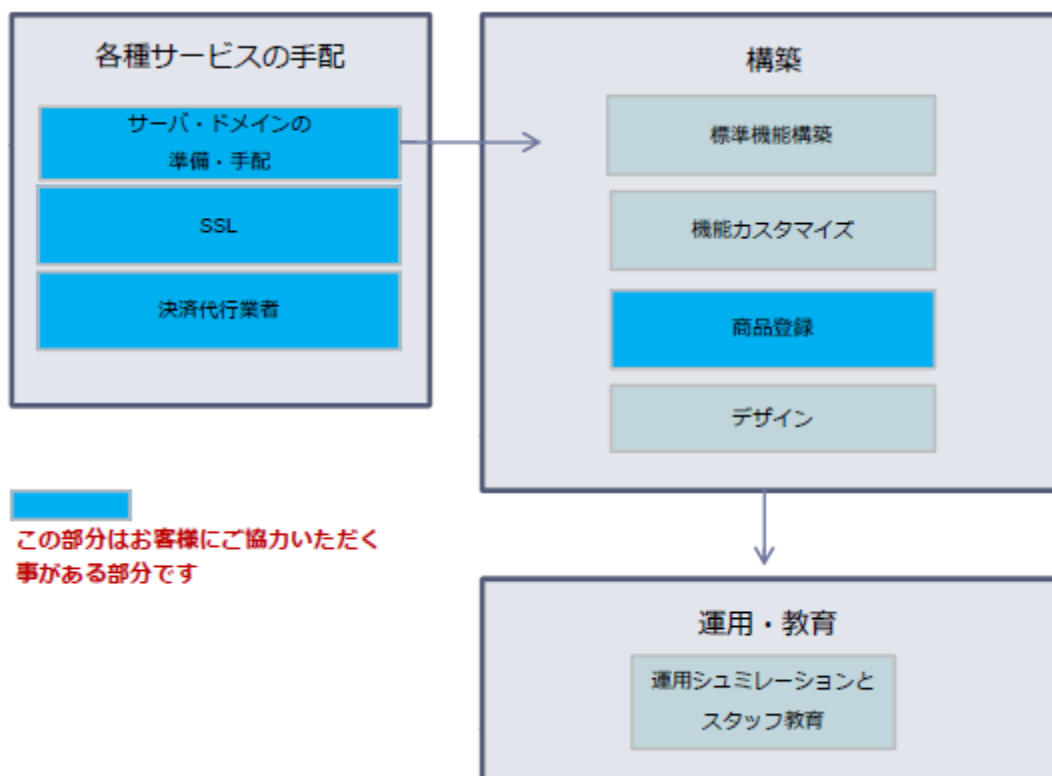 各種サービスの手配
サーバ・ドメインの
準備・手配
SSL
決済代行業者
構築
標準機能構築
機能カスタマイズ
商品登録
デザイン
この部分はお客様にご協力いただく
事がある部分です
運用・教育
運用シュミレーションと
スタッフ教育